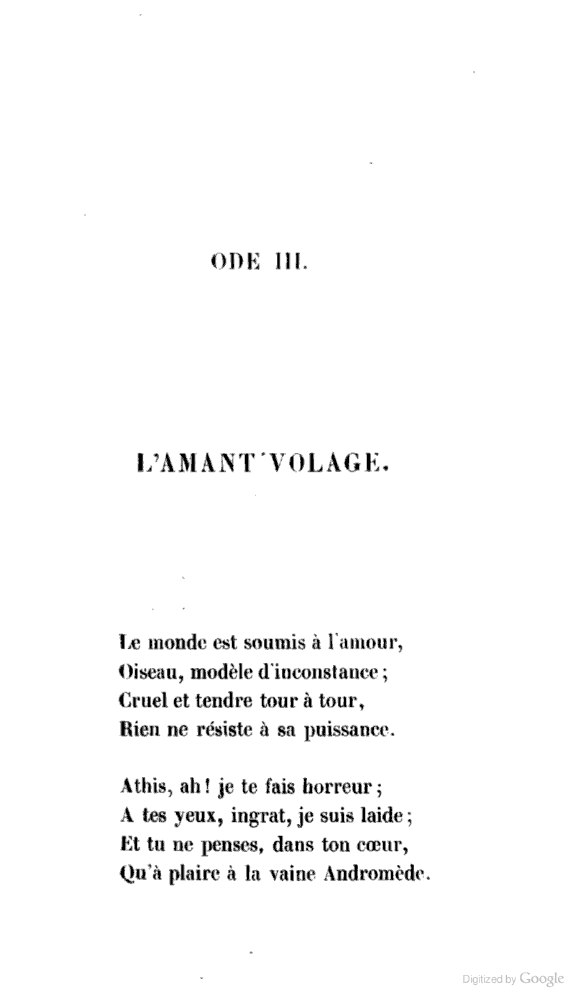 ODE III.
L'AMANT VOLAGE.
Le monde est soumis à l'amour,
Oiseau, modèle d'inconstance ;
Cruel et tendre tour à tour,
Rien ne résiste à sa puissance.
Athis, ah ! je te fais horreur ;
A tes yeux, ingrat, je suis laide ;
Et tu ne penses, dans ton cœur,
Qu'à plaire à la vaine Andromède.
Digitized by Google